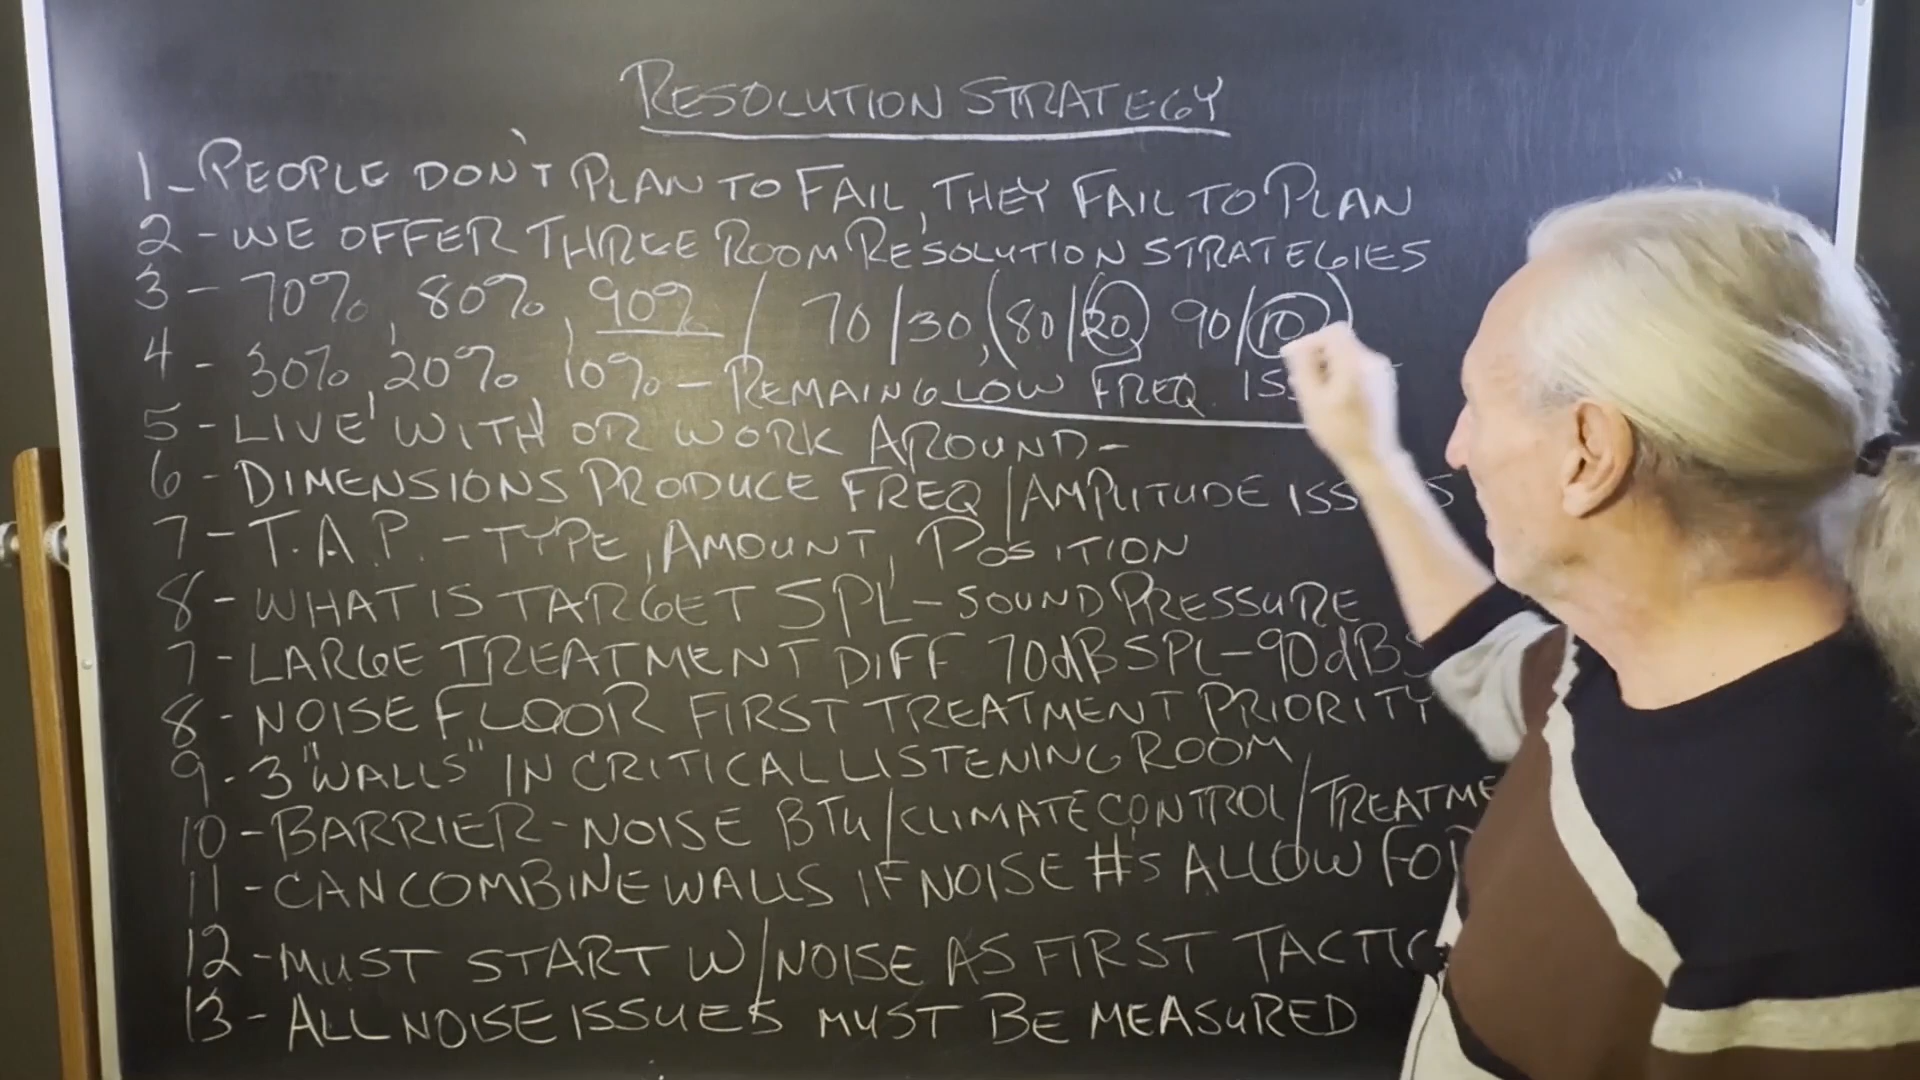 RESOLUTION STRATEGY
1 - PEOPLE DON'T PLAN TO FAIL, THEY FAIL TO PLAN
2 - WE OFFER THREE ROOM RESOLUTION STRATEGIES
3 - 70%, 80%, 90% / 70/30, (80/20 90/10)
4 - 30%, 20%, 10% - REMAING LOW FREQ.
5 - LIVE WITH OR WORK AROUND -
6 - DIMENSIONS PRODUCE FREQ/AMPLITUDE ISSUES
7 - T.A.P. - TYPE, AMOUNT, POSITION
8 - WHAT IS TARGET SPL - SOUND PRESSURE
7 - LARGE TREATMENT DIFF 70dB SPL - 90dB
8 - NOISE FLOOR FIRST TREATMENT PRIORITY
9 - 3 "WALLS" IN CRITICAL LISTENING ROOM
10 - BARRIER - NOISE BTU/CLIMATE CONTROL/
11 - CAN COMBINE WALLS IF NOISE #S ALLOW
12 - MUST START W/NOISE AS FIRST TACTIC
13 - ALL NOISE ISSUES MUST BE MEASURED